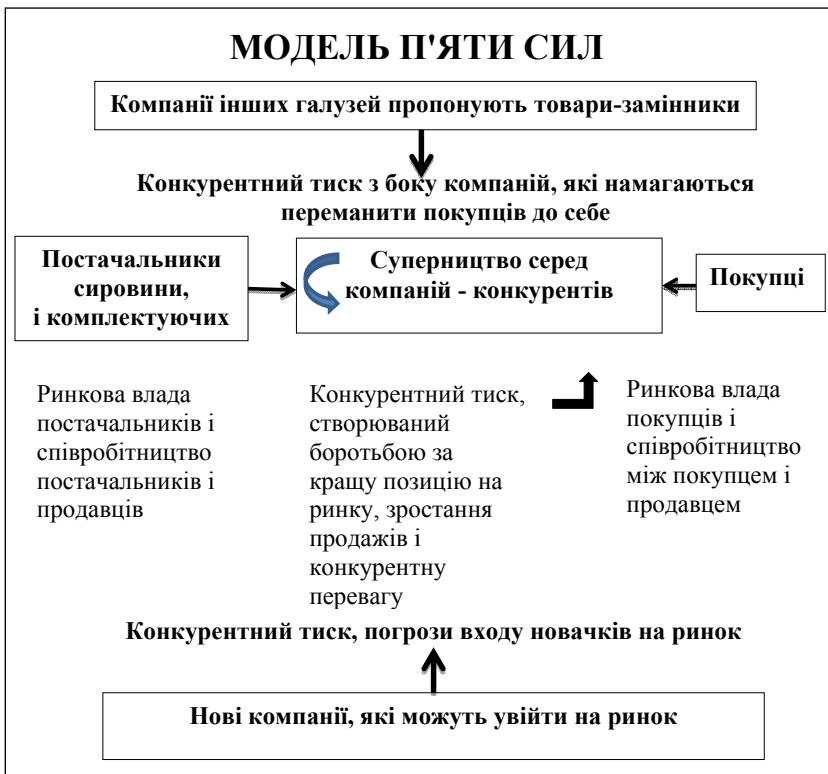 МОДЕЛЬ П'ЯТИ СИЛ
Компанії інших галузей пропонують товари-замінники
Конкурентний тиск з боку компаній, які намагаються
переманити покупців до себе
Постачальники
сировини,
і комплектуючих
Суперництво серед
компаній - конкурентів
Покупці
Ринкова влада
постачальників і
співробітництво
постачальників і
продавців
Конкурентний тиск,
створюваний
боротьбою за
кращу позицію на
ринку, зростання
продажів і
конкурентну
перевагу
Ринкова влада
покупців і
співробітництво
між покупцем і
продавцем
Конкурентний тиск, погрози входу новачків на ринок
Нові компанії, які можуть увійти на ринок